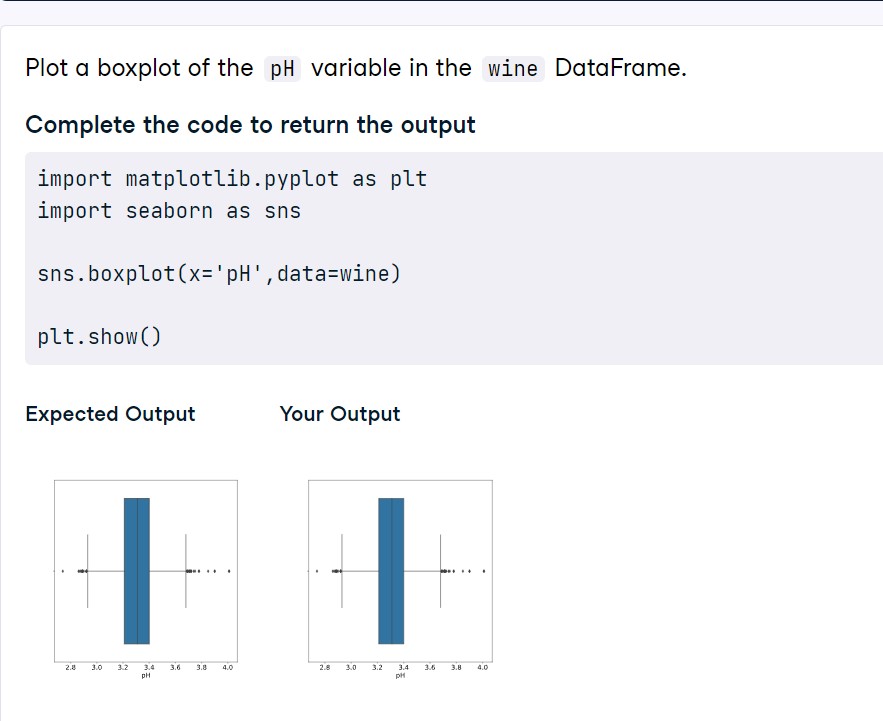 Plot a boxplot of the pH variable in the wine DataFrame.
Complete the code to return the output
import matplotlib.pyplot as plt
import seaborn as sns
sns.boxplot(x='pH',data=wine)
plt.show()
Expected Output
Your Output
2.8 3.0 3.2 3.4 3.6 3.8 4.0
pH
2.8 3.0 3.2 3.4 3.6 3.8 4.0
pH